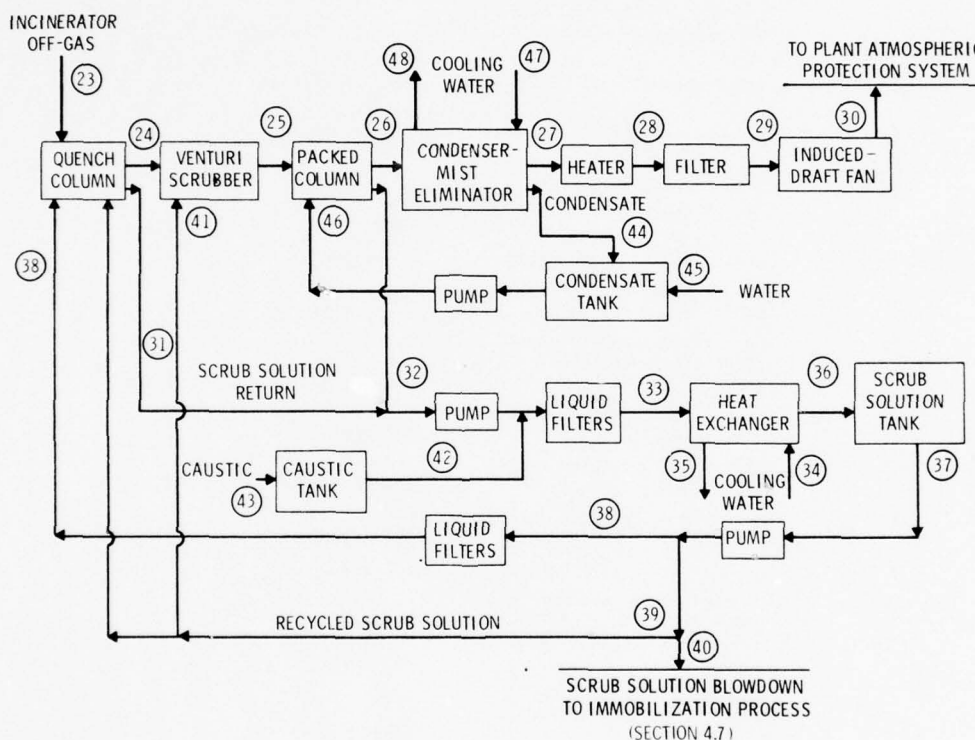 INCINERATOR
OFF-GAS
23
48
COOLING
WATER
47
TO PLANT ATMOSPHERIC
PROTECTION SYSTEM
24
25
26
27
28
29
30
QUENCH
COLUMN
VENTURI
SCRUBBER
PACKED
COLUMN
CONDENSER-
MIST
ELIMINATOR
HEATER
FILTER
INDUCED-
DRAFT FAN
41
46
CONDENSATE
44
38
PUMP
CONDENSATE
TANK
45
WATER
31
SCRUB SOLUTION
RETURN
32
PUMP
LIQUID
FILTERS
33
HEAT
EXCHANGER
36
SCRUB
SOLUTION
TANK
CAUSTIC
43
CAUSTIC
TANK
42
35
COOLING
WATER
34
37
LIQUID
FILTERS
38
PUMP
RECYCLED SCRUB SOLUTION
39
40
SCRUB SOLUTION BLOWDOWN
TO IMMOBILIZATION PROCESS
(SECTION 4.7)